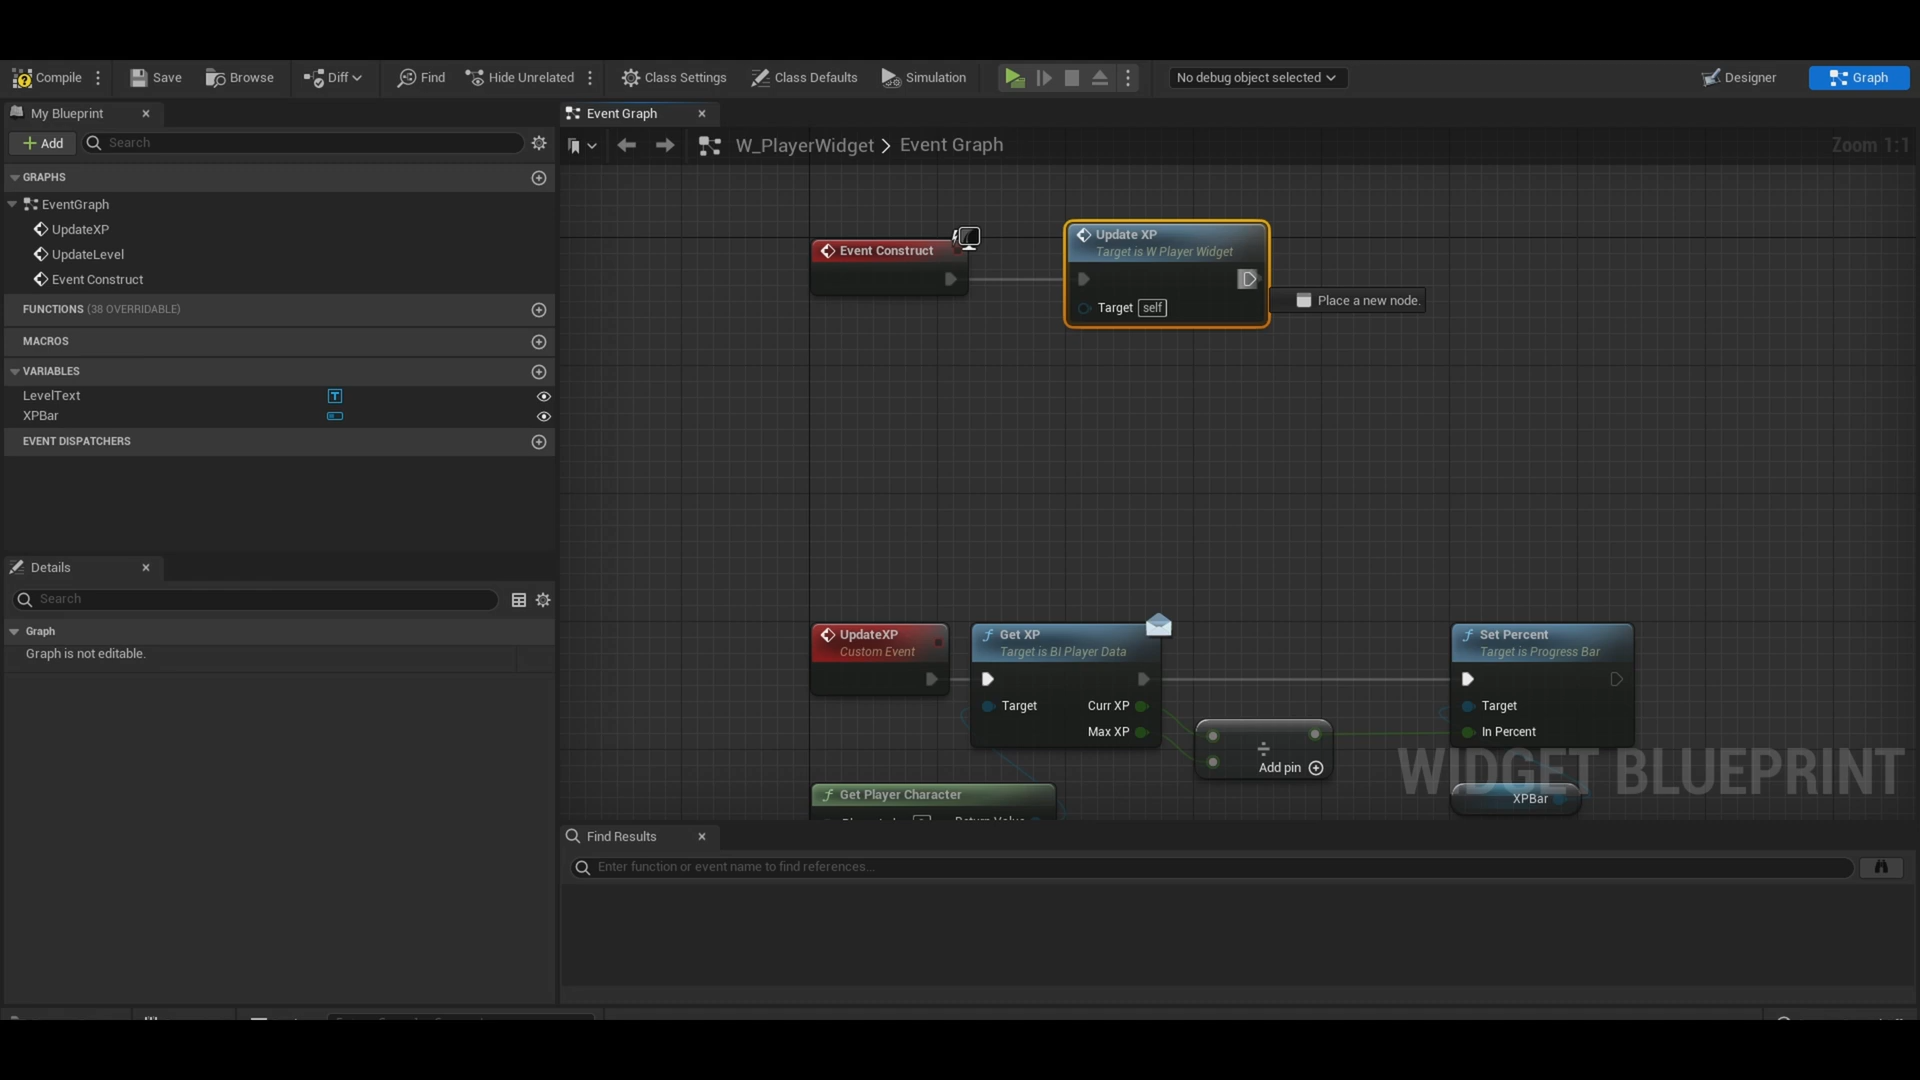 Compile
Save
Browse
Diff
Find
Hide Unrelated
Class Settings
Class Defaults
Simulation
No debug object selected
Designer
Graph
My Blueprint
Event Graph
Add
Search
W_PlayerWidget > Event Graph
Zoom 1:1
GRAPHS
EventGraph
UpdateXP
UpdateLevel
Event Construct
FUNCTIONS (38 OVERRIDABLE)
MACROS
VARIABLES
LevelText
XPBar
EVENT DISPATCHERS
Event Construct
Update XP
Target is W Player Widget
Target self
Place a new node.
Details
Search
Graph
Graph is not editable.
UpdateXP
Custom Event
Get XP
Target is BI Player Data
Target
Curr XP
Max XP
Add pin
Set Percent
Target is Progress Bar
Target
In Percent
WIDGET BLUEPRINT
XPBar
Get Player Character
Return Value
Find Results
Enter function or event name to find references...